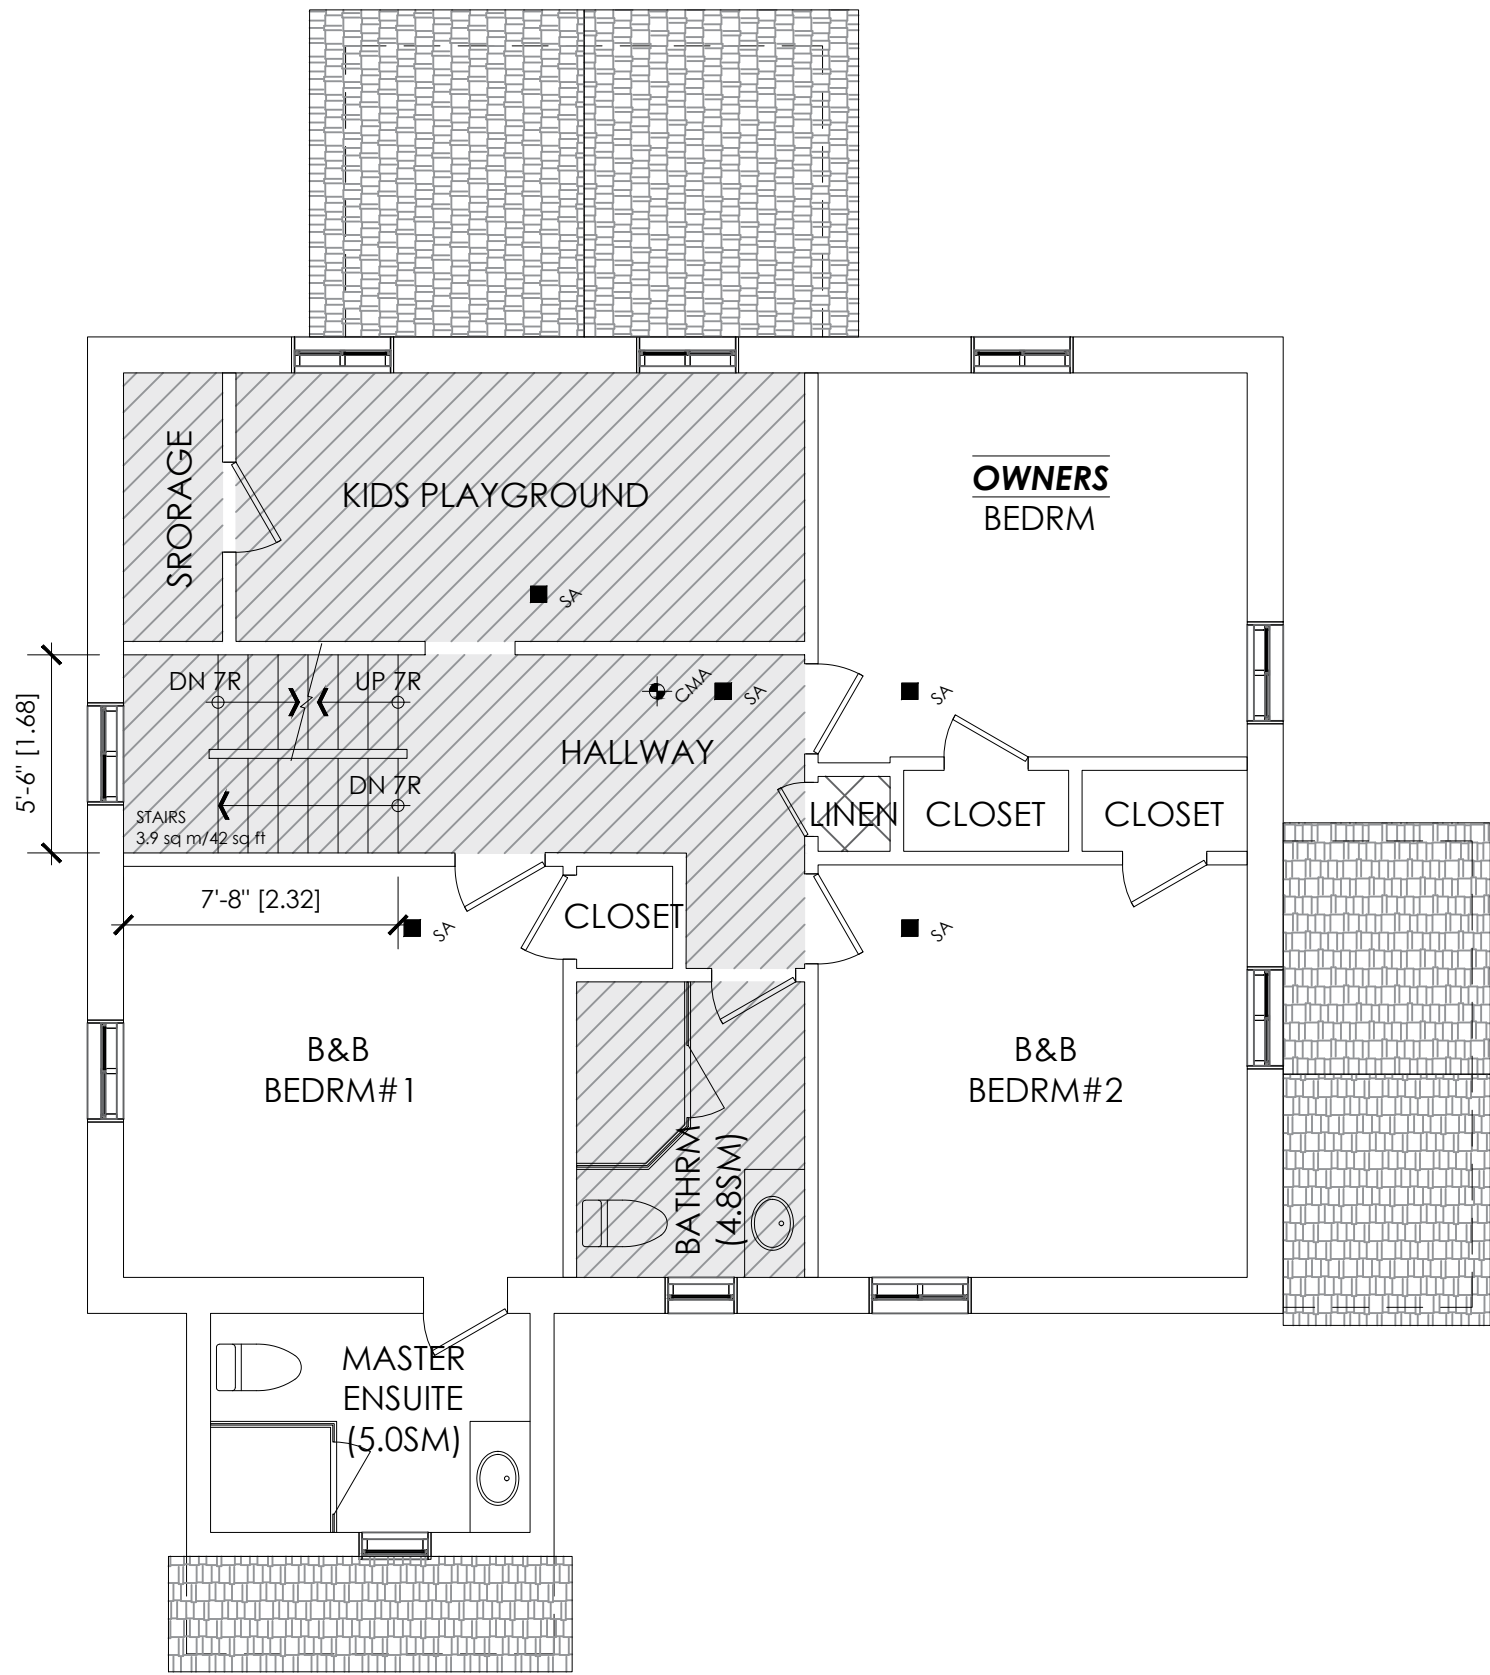 SRORAGE
KIDS PLAYGROUND
OWNERS
BEDRM
SA
DN 7R
UP 7R
CMA
SA
SA
5'-6" [1.68]
HALLWAY
DN 7R
STAIRS
3.9 sq m/42 sq ft
LINEN
CLOSET
CLOSET
7'-8" [2.32]
SA
CLOSET
SA
B&B
BEDRM#1
B&B
BEDRM#2
BATHRM
(4.8SM)
MASTER
ENSUITE
(5.0SM)